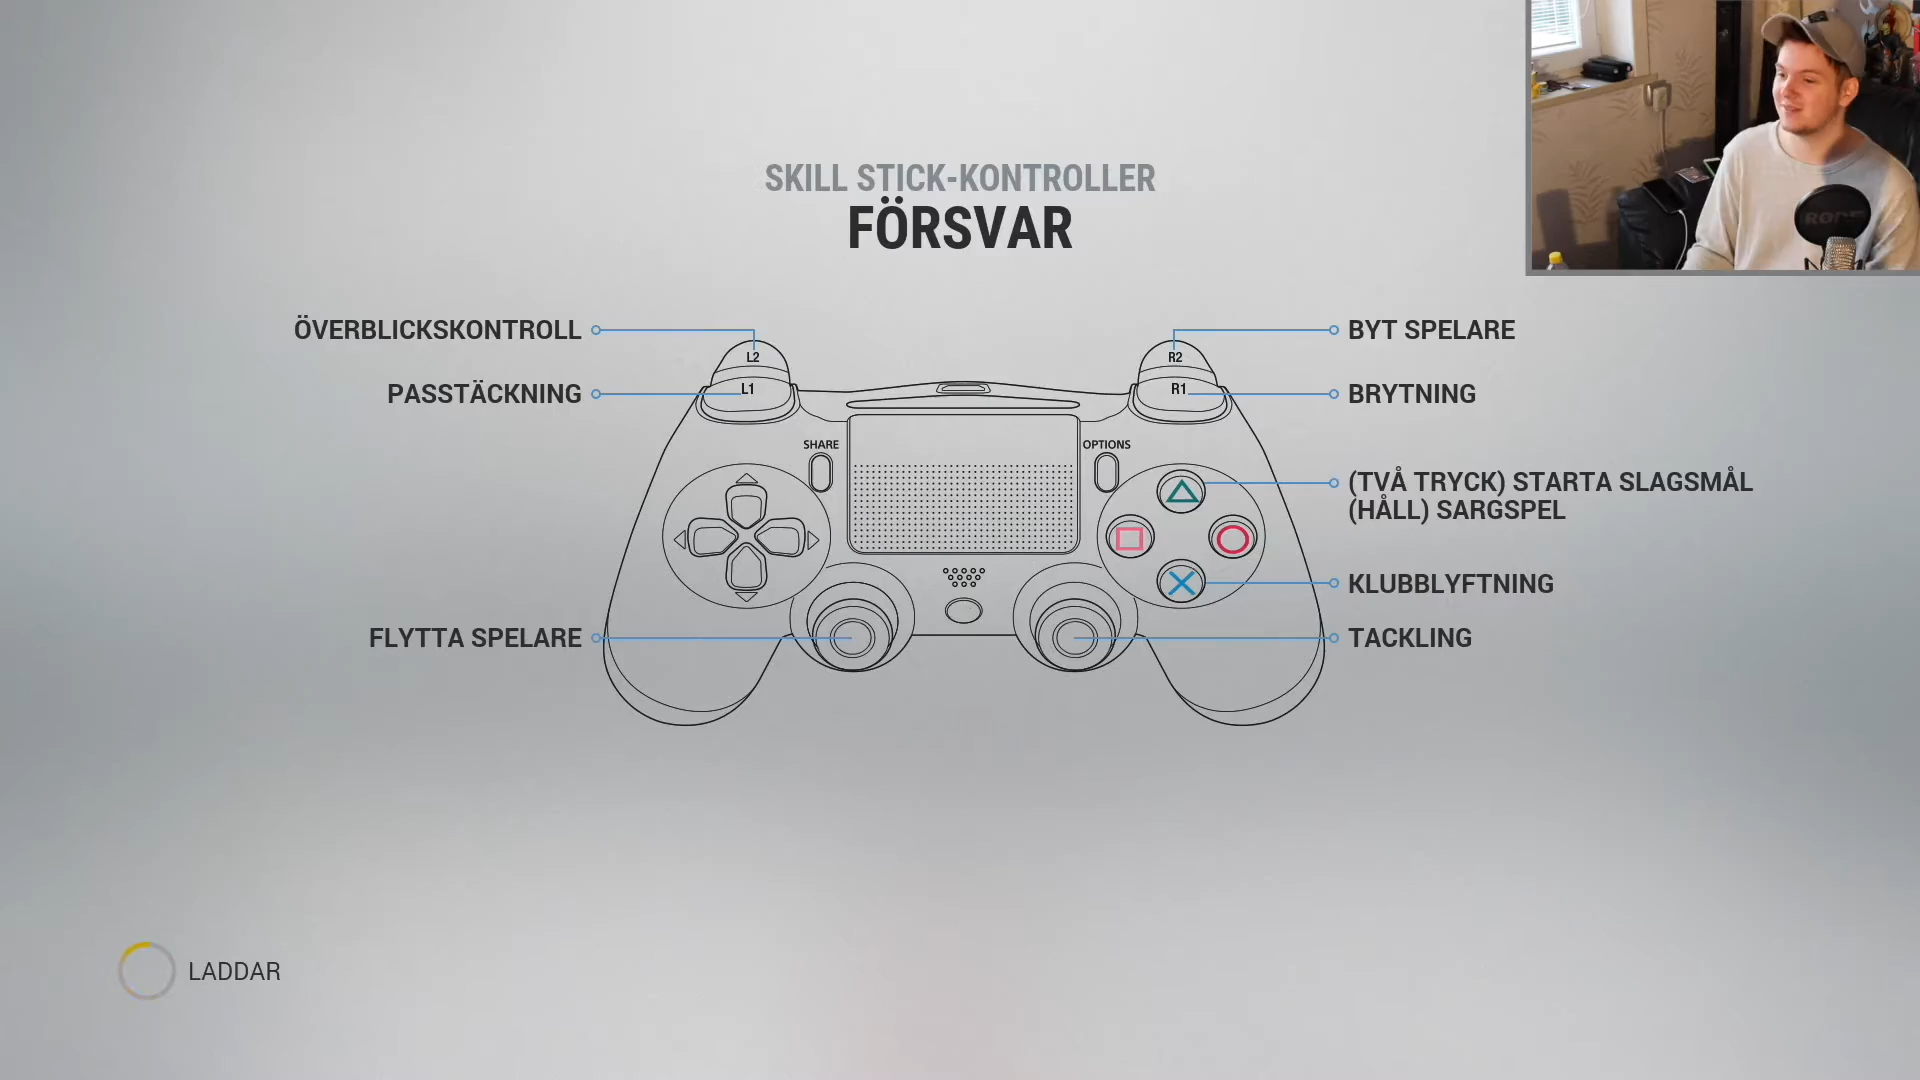 SKILL STICK-KONTROLLER
FÖRSVAR
ÖVERBLICKSKONTROLL
L2
R2
BYT SPELARE
PASSTÄCKNING
L1
R1
BRYTNING
SHARE
OPTIONS
(TVÅ TRYCK) STARTA SLAGSMÅL
(HÅLL) SARGSPEL
KLUBBLYFTNING
FLYTTA SPELARE
TACKLING
LADDAR
RODE